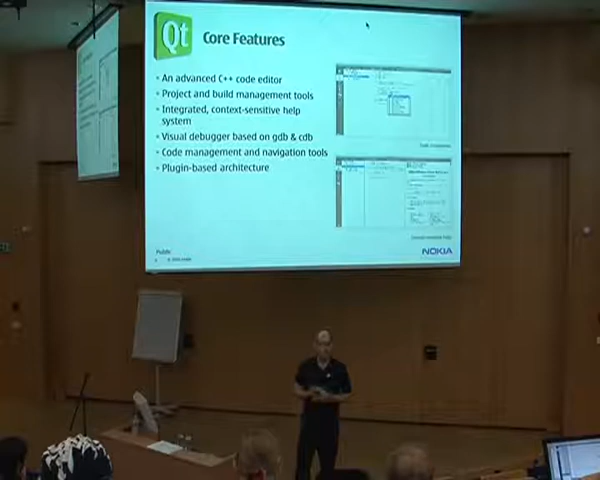 Qt
Core Features
An advanced C++ code editor
Project and build management tools
Integrated, context-sensitive help
system
Visual debugger based on gdb & cdb
Code management and navigation tools
Plugin-based architecture
Public
NOKIA